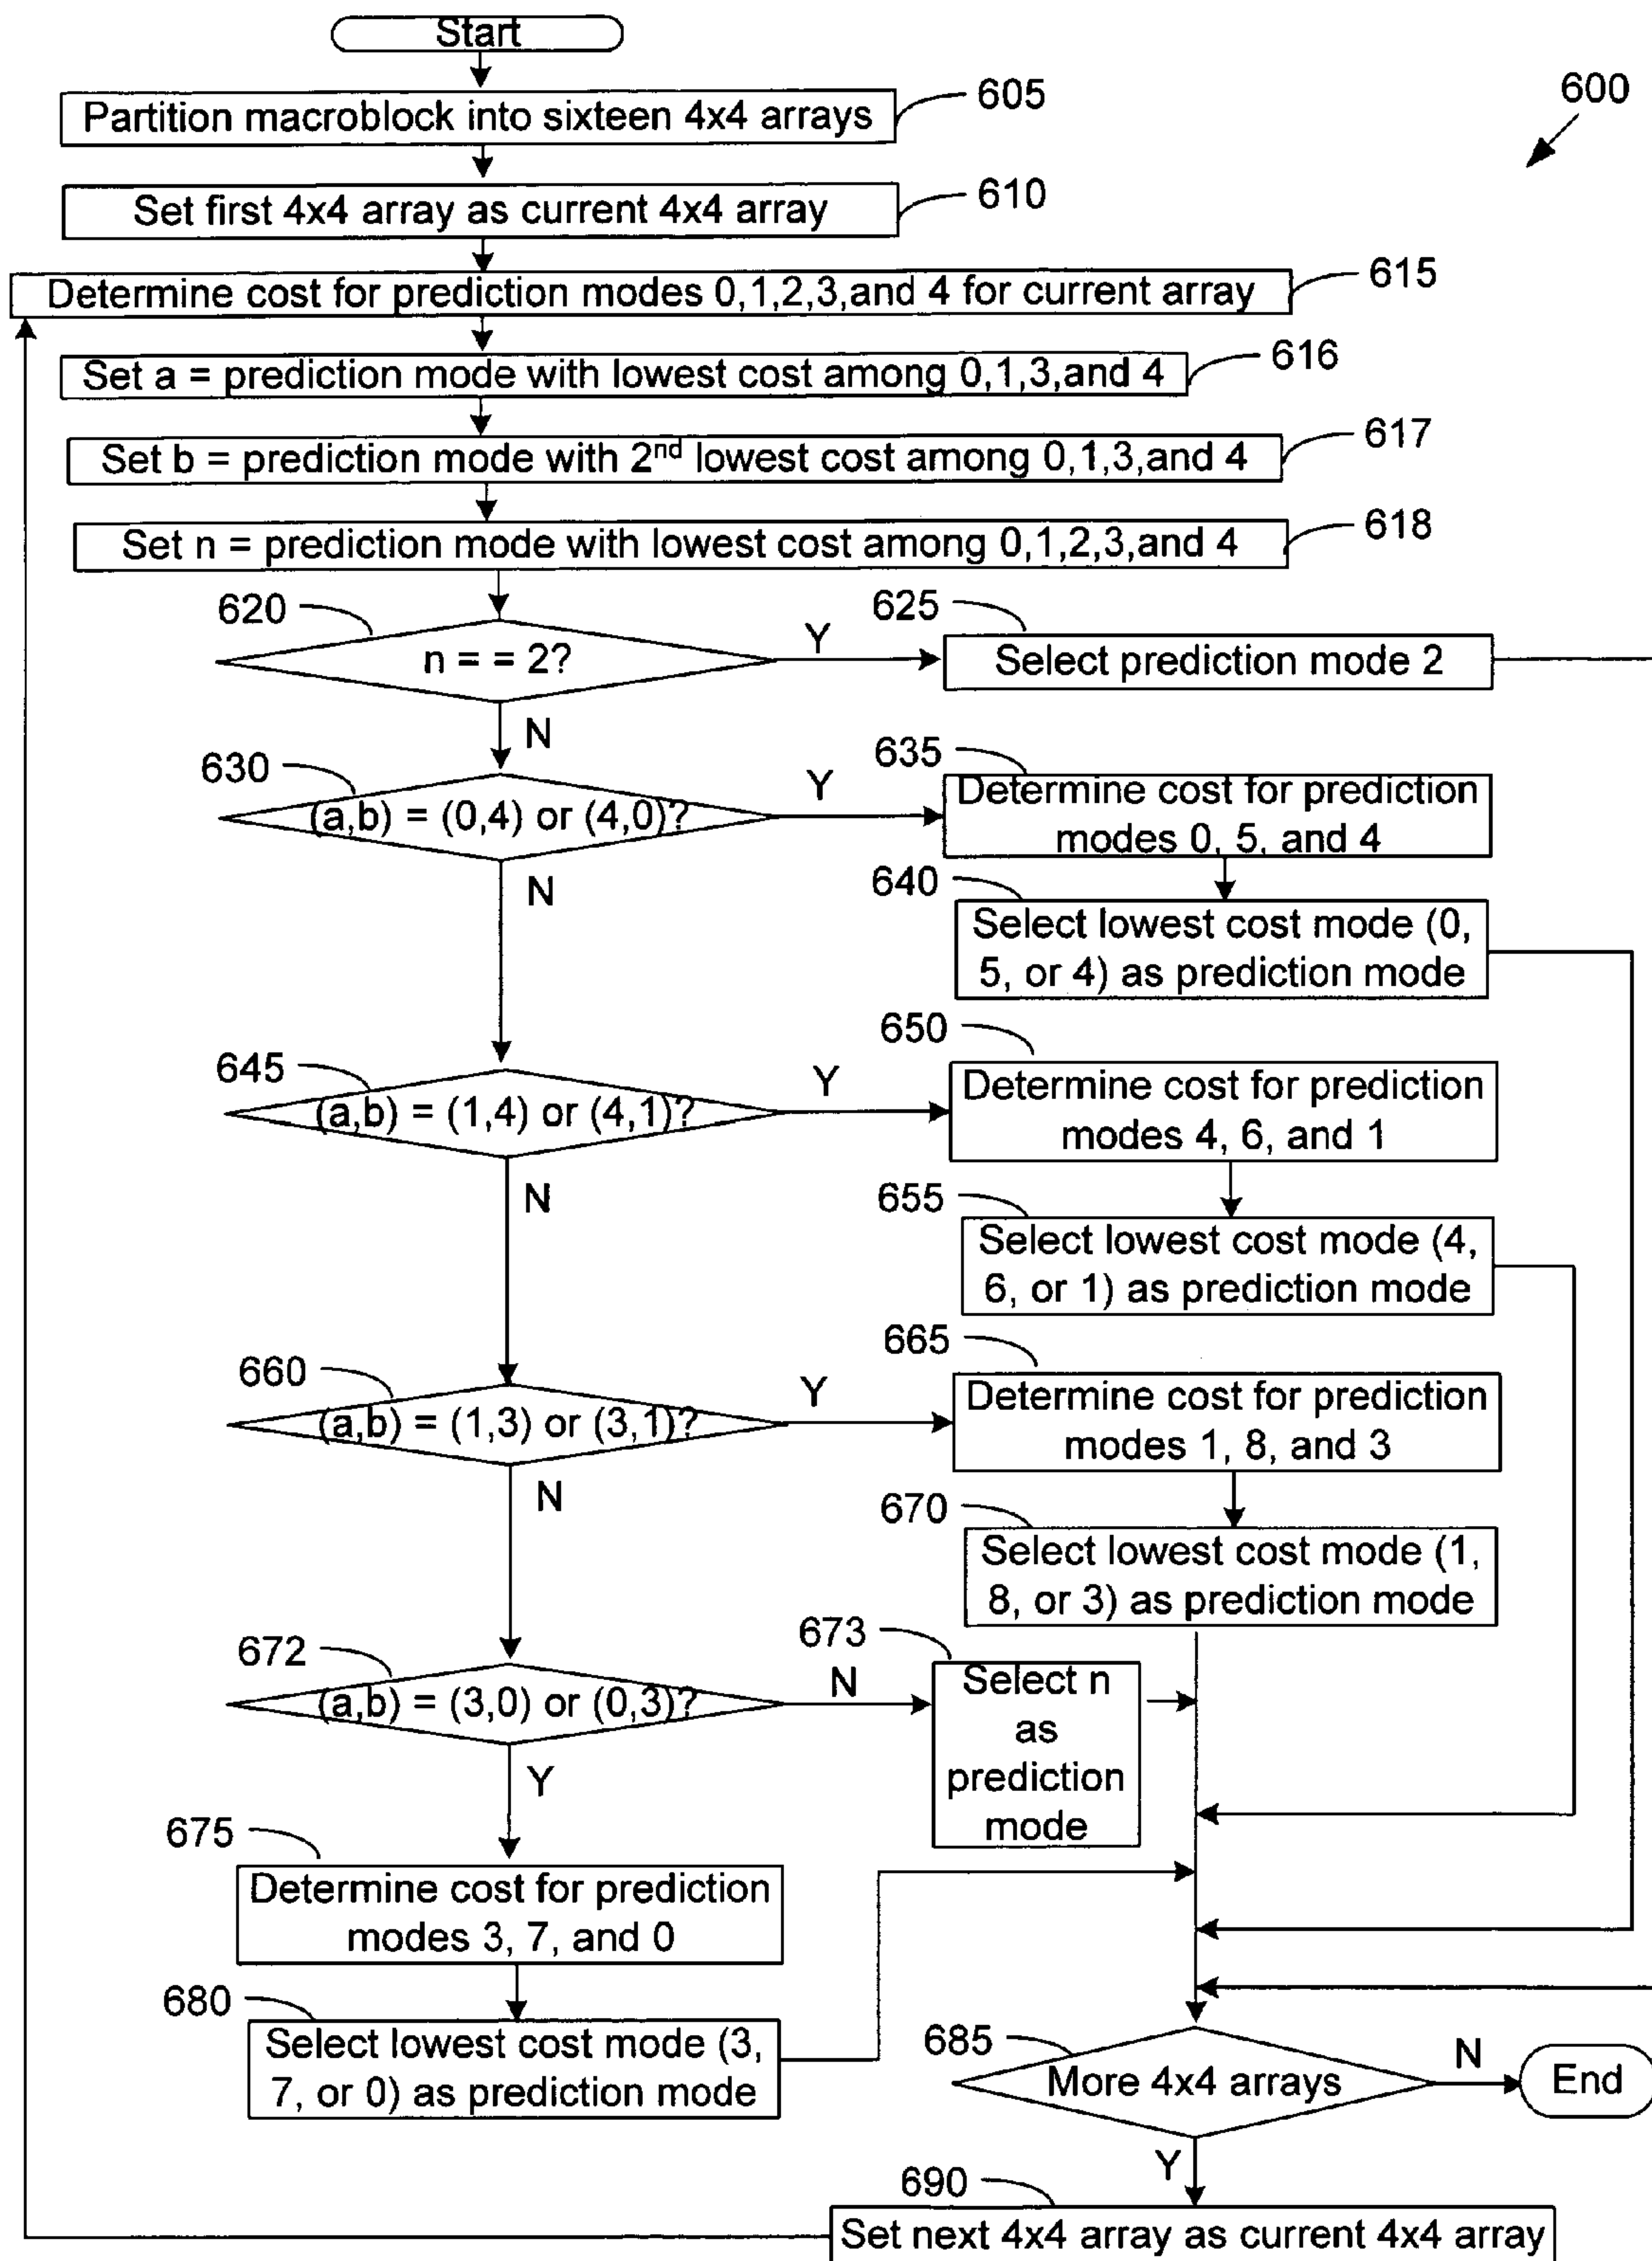 Start
600
Partition macroblock into sixteen 4x4 arrays
605
Set first 4x4 array as current 4x4 array
610
Determine cost for prediction modes 0,1,2,3,and 4 for current array
615
Set a = prediction mode with lowest cost among 0,1,3,and 4
616
Set b = prediction mode with 2nd lowest cost among 0,1,3,and 4
617
Set n = prediction mode with lowest cost among 0,1,2,3,and 4
618
620
n = = 2?
Y
N
625
Select prediction mode 2
630
(a,b) = (0,4) or (4,0)?
Y
N
635
Determine cost for prediction
modes 0, 5, and 4
640
Select lowest cost mode (0,
5, or 4) as prediction mode
645
(a,b) = (1,4) or (4,1)?
Y
N
650
Determine cost for prediction
modes 4, 6, and 1
655
Select lowest cost mode (4,
6, or 1) as prediction mode
660
(a,b) = (1,3) or (3,1)?
Y
N
665
Determine cost for prediction
modes 1, 8, and 3
670
Select lowest cost mode (1,
8, or 3) as prediction mode
672
(a,b) = (3,0) or (0,3)?
N
Y
673
Select n
as
prediction
mode
675
Determine cost for prediction
modes 3, 7, and 0
680
Select lowest cost mode (3,
7, or 0) as prediction mode
685
More 4x4 arrays
N
End
Y
690
Set next 4x4 array as current 4x4 array